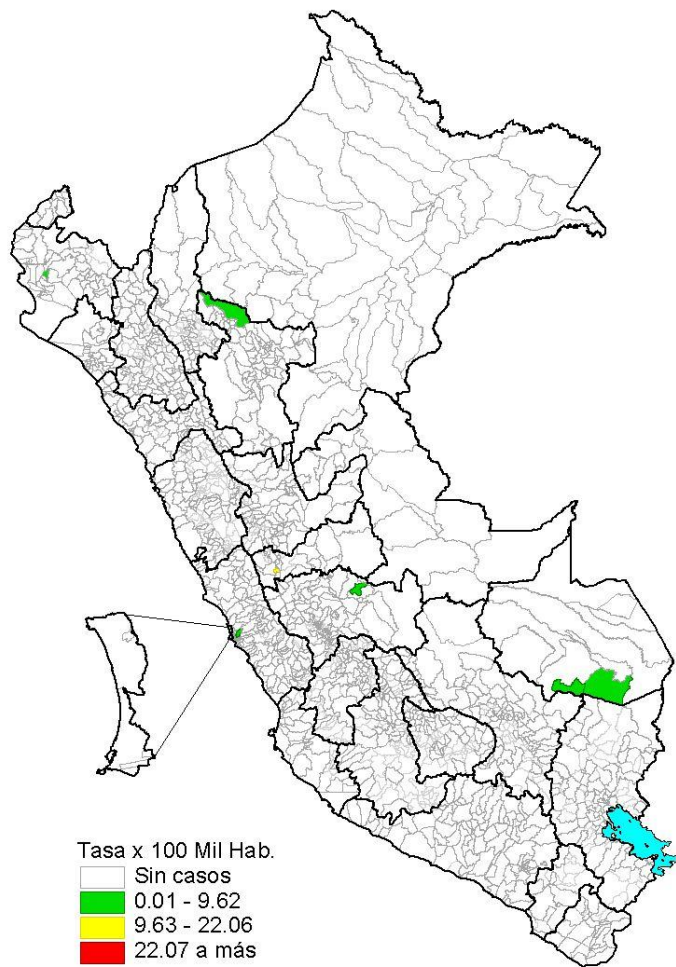 Tasa x 100 Mil Hab.
Sin casos
0.01 - 9.62
9.63 - 22.06
22.07 a más